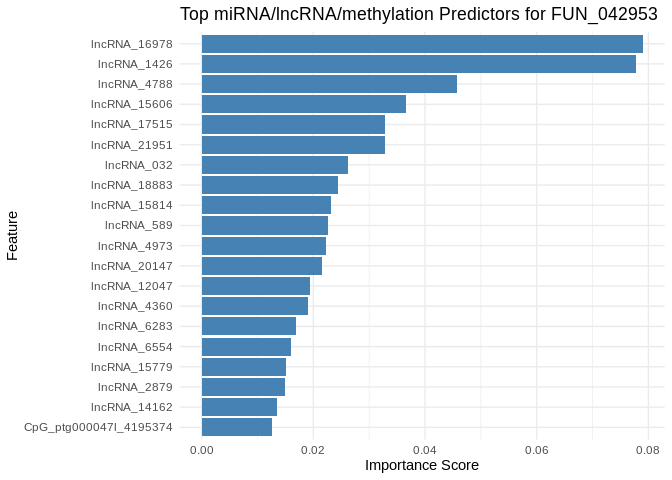 Top miRNA/lncRNA/methylation Predictors for FUN_042953
Feature
lncRNA_16978
lncRNA_1426
lncRNA_4788
lncRNA_15606
lncRNA_17515
lncRNA_21951
lncRNA_032
lncRNA_18883
lncRNA_15814
lncRNA_589
lncRNA_4973
lncRNA_20147
lncRNA_12047
lncRNA_4360
lncRNA_6283
lncRNA_6554
lncRNA_15779
lncRNA_2879
lncRNA_14162
CpG_ptg000047l_4195374
0.00 0.02 0.04 0.06 0.08
Importance Score